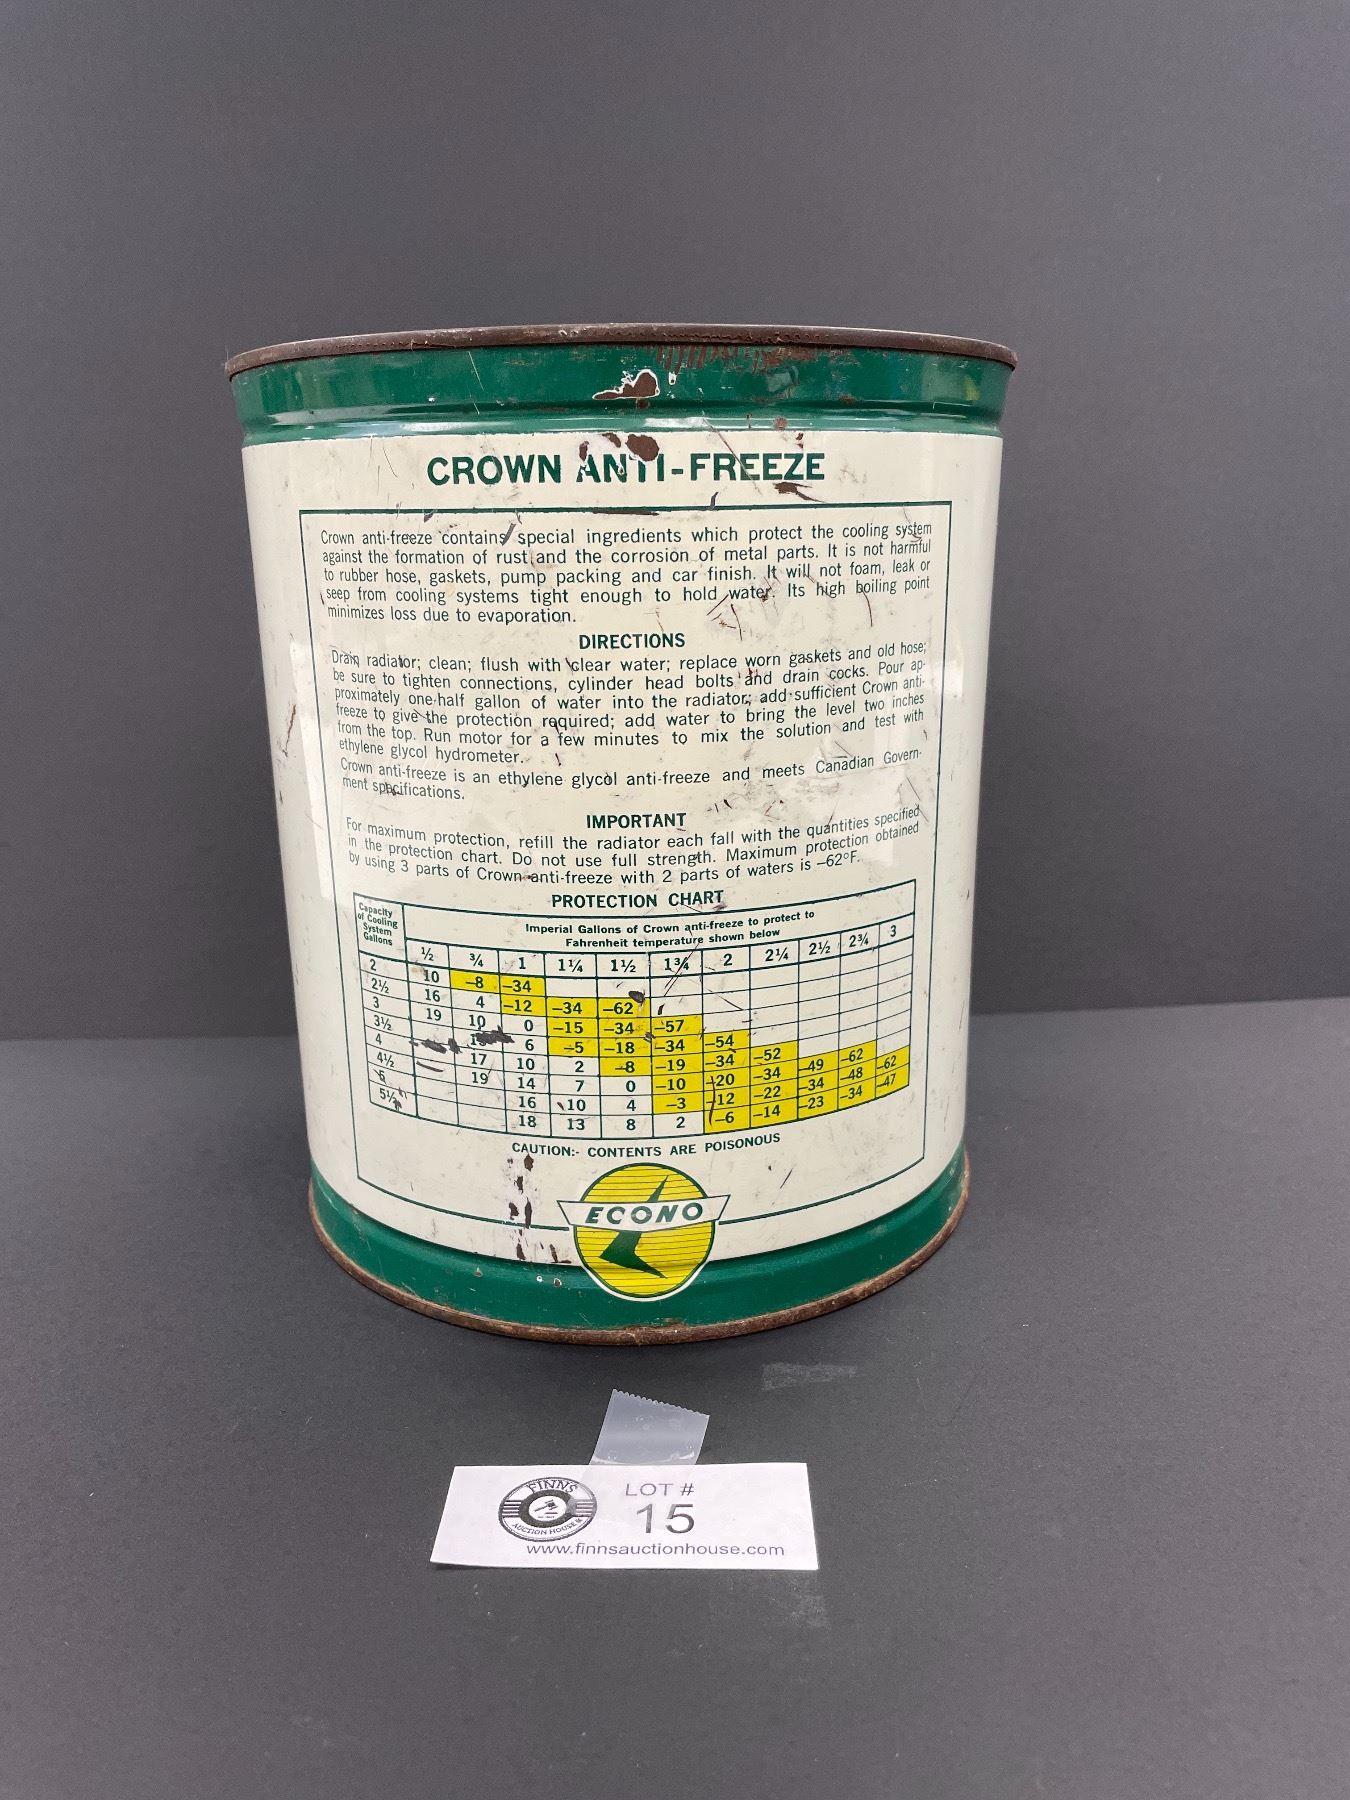 CROWN ANTI-FREEZE
Crown anti-freeze contains special ingredients which protect the cooling system
against the formation of rust and the corrosion of metal parts. It is not harmful
to rubber hose, gaskets, pump packing and car finish. It will not foam, leak or
seep from cooling systems tight enough to hold water. Its high boiling point
minimizes loss due to evaporation.
DIRECTIONS
Drain radiator; clean; flush with clear water; replace worn gaskets and old hose;
be sure to tighten connections, cylinder head bolts and drain cocks. Pour ap-
proximately one-half gallon of water into the radiator; add sufficient Crown anti-
freeze to give the protection required; add water to bring the level two inches
from the top. Run motor for a few minutes to mix the solution and test with
ethylene glycol hydrometer.
Crown anti-freeze is an ethylene glycol anti-freeze and meets Canadian Govern-
ment specifications.
IMPORTANT
For maximum protection, refill the radiator each fall with the quantities specified
in the protection chart. Do not use full strength. Maximum protection obtained
by using 3 parts of Crown anti-freeze with 2 parts of waters is –62°F.
PROTECTION CHART
Capacity
of Cooling
System
Gallons
Imperial Gallons of Crown anti-freeze to protect to
Fahrenheit temperature shown below
½ ¾ 1 1¼ 1½ 1¾ 2 2¼ 2½ 2¾ 3
2 10 –8 –34
2½ 16 4 –12 –34 –62
3 19 10 0 –15 –34 –57
3½ 6 –5 –18 –34 –54
4 17 10 2 –8 –19 –34 –52
4½ 19 14 7 0 –10 –20 –34 –49 –62
5 16 10 4 –3 –12 –22 –34 –48 –62
5½ 18 13 8 2 –6 –14 –23 –34 –47
CAUTION:- CONTENTS ARE POISONOUS
ECONO
FINNS
AUCTION HOUSE
LOT #
15
www.finnsauctionhouse.com